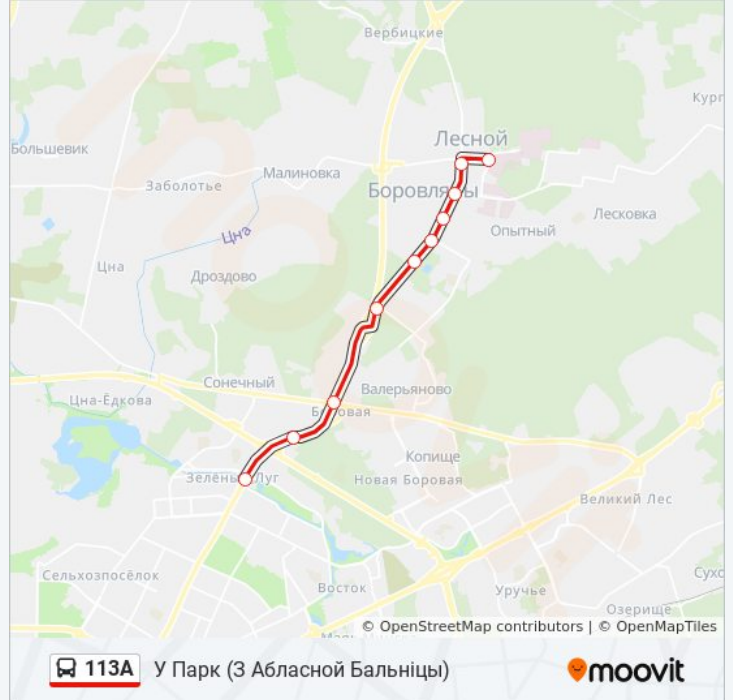 Вербицкие
Кург
Лесной
Большевик
Малиновка
Заболотье
Боровляны
Лесковка
Цна
Опытный
Цна
Дроздово
Сонечный
Валерьяново
Цна-Ёдкова
Боровая
Копище
Зелёный Луг
Новая Боровая
Великий Лес
Сельхозпосёлок
Восток
Уручье
Сухо
Озерище
© OpenStreetMap contributors | © OpenMapTiles
113А У Парк (З Абласной Бальніцы)
moovit